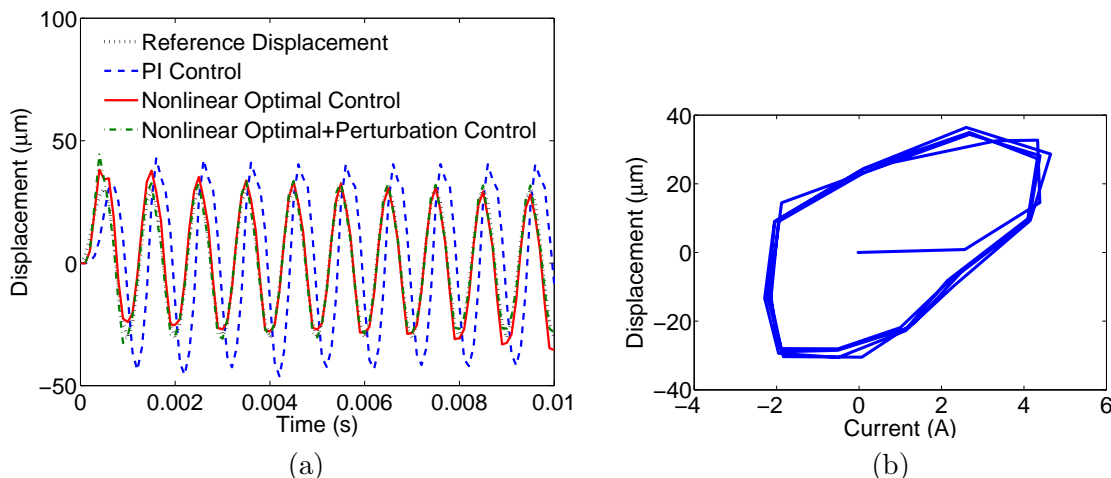 100
50
0
−50
Displacement (μm)
Reference Displacement
PI Control
Nonlinear Optimal Control
Nonlinear Optimal+Perturbation Control
0 0.002 0.004 0.006 0.008 0.01
Time (s)
(a)
40
20
0
−20
−40
Displacement (μm)
−4 −2 0 2 4 6
Current (A)
(b)